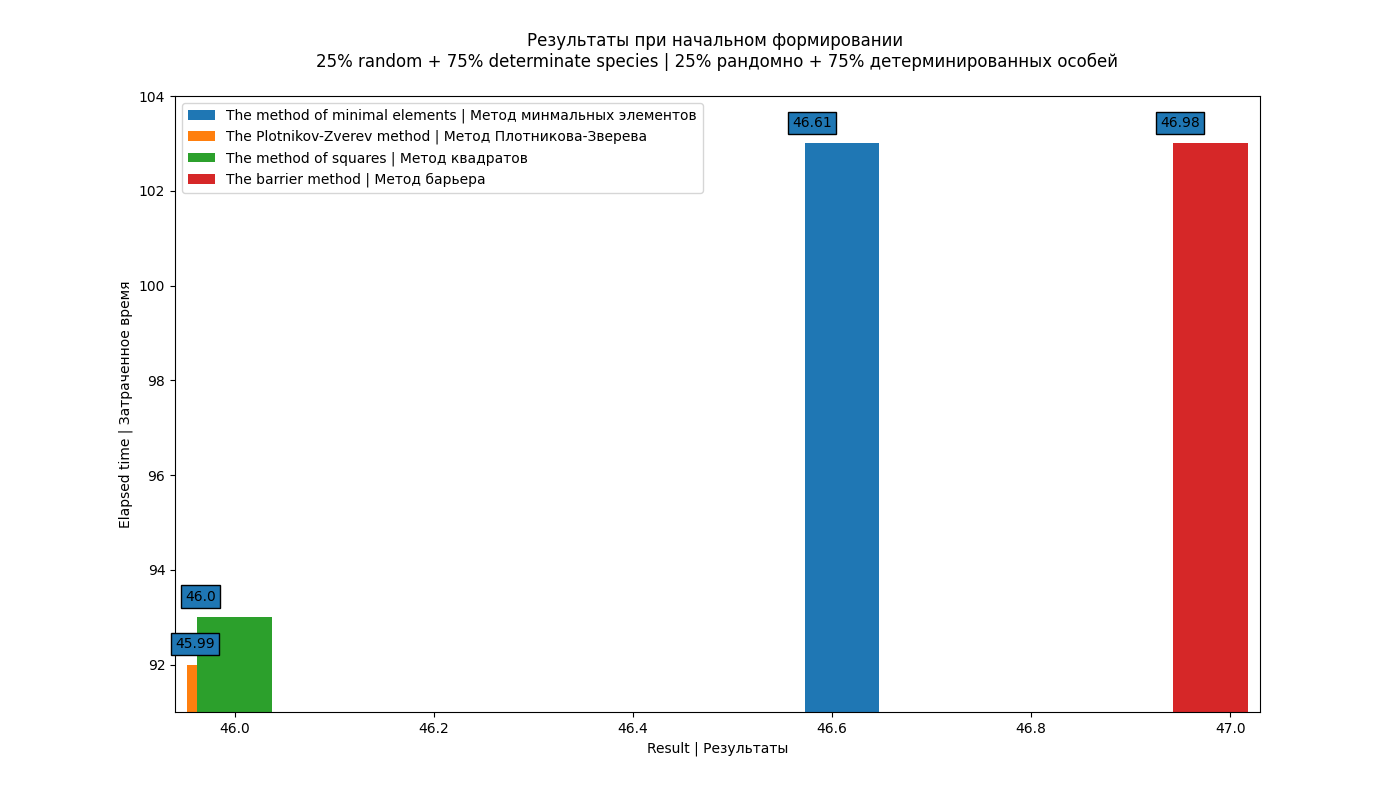 Результаты при начальном формировании
25% random + 75% determinate species | 25% рандомно + 75% детерминированных особей
The method of minimal elements | Метод минмальных элементов
The Plotnikov-Zverev method | Метод Плотникова-Зверева
The method of squares | Метод квадратов
The barrier method | Метод барьера
46.61
46.98
46.0
45.99
104
102
100
98
96
94
92
Elapsed time | Затраченное время
46.0 46.2 46.4 46.6 46.8 47.0
Result | Результаты